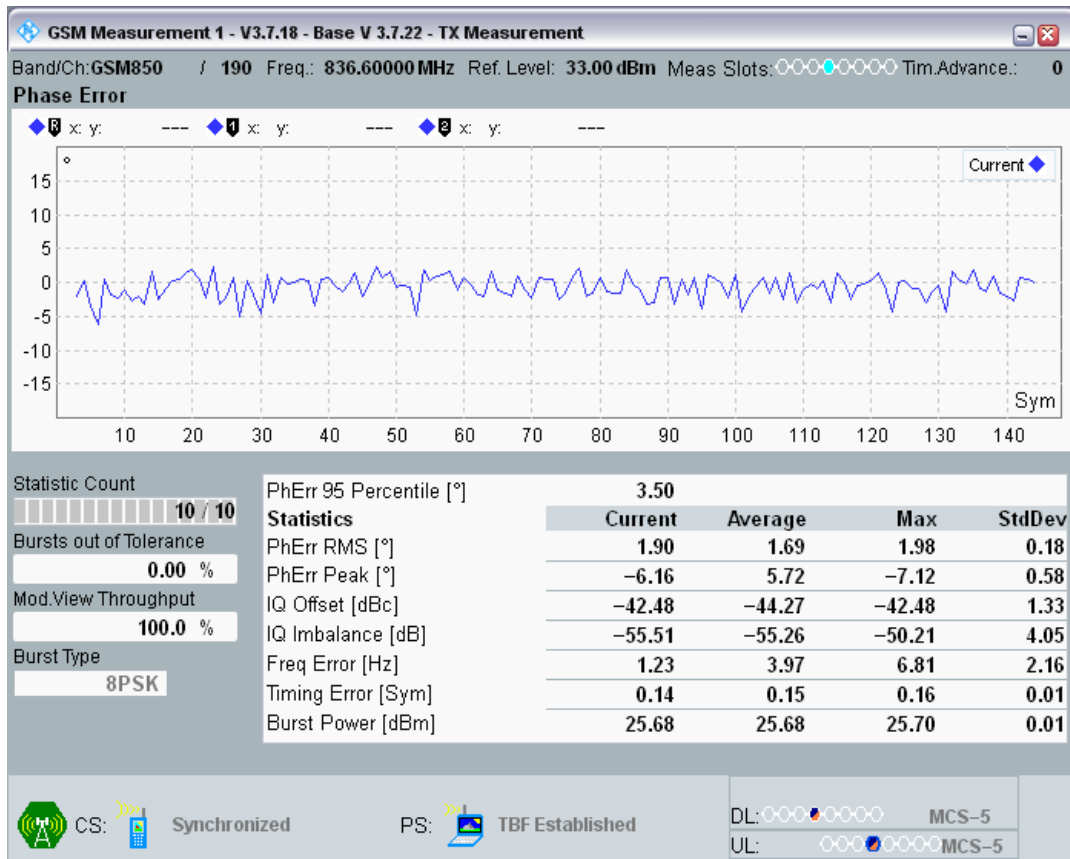 GSM Measurement 1 - V3.7.18 - Base V 3.7.22 - TX Measurement
Band/Ch:GSM850 / 190 Freq.: 836.60000 MHz Ref. Level: 33.00 dBm Meas Slots: Tim.Advance.: 0
Phase Error
R x: y: --- 1 x: y: --- 2 x: y: ---
° Current
15
10
5
0
-5
-10
-15
Sym
10 20 30 40 50 60 70 80 90 100 110 120 130 140
Statistic Count
10 / 10
Bursts out of Tolerance
0.00 %
Mod.View Throughput
100.0 %
Burst Type
8PSK
PhErr 95 Percentile [°] 3.50
Statistics Current Average Max StdDev
PhErr RMS [°] 1.90 1.69 1.98 0.18
PhErr Peak [°] −6.16 5.72 −7.12 0.58
IQ Offset [dBc] −42.48 −44.27 −42.48 1.33
IQ Imbalance [dB] −55.51 −55.26 −50.21 4.05
Freq Error [Hz] 1.23 3.97 6.81 2.16
Timing Error [Sym] 0.14 0.15 0.16 0.01
Burst Power [dBm] 25.68 25.68 25.70 0.01
CS: Synchronized PS: TBF Established
DL: MCS−5
UL: MCS−5